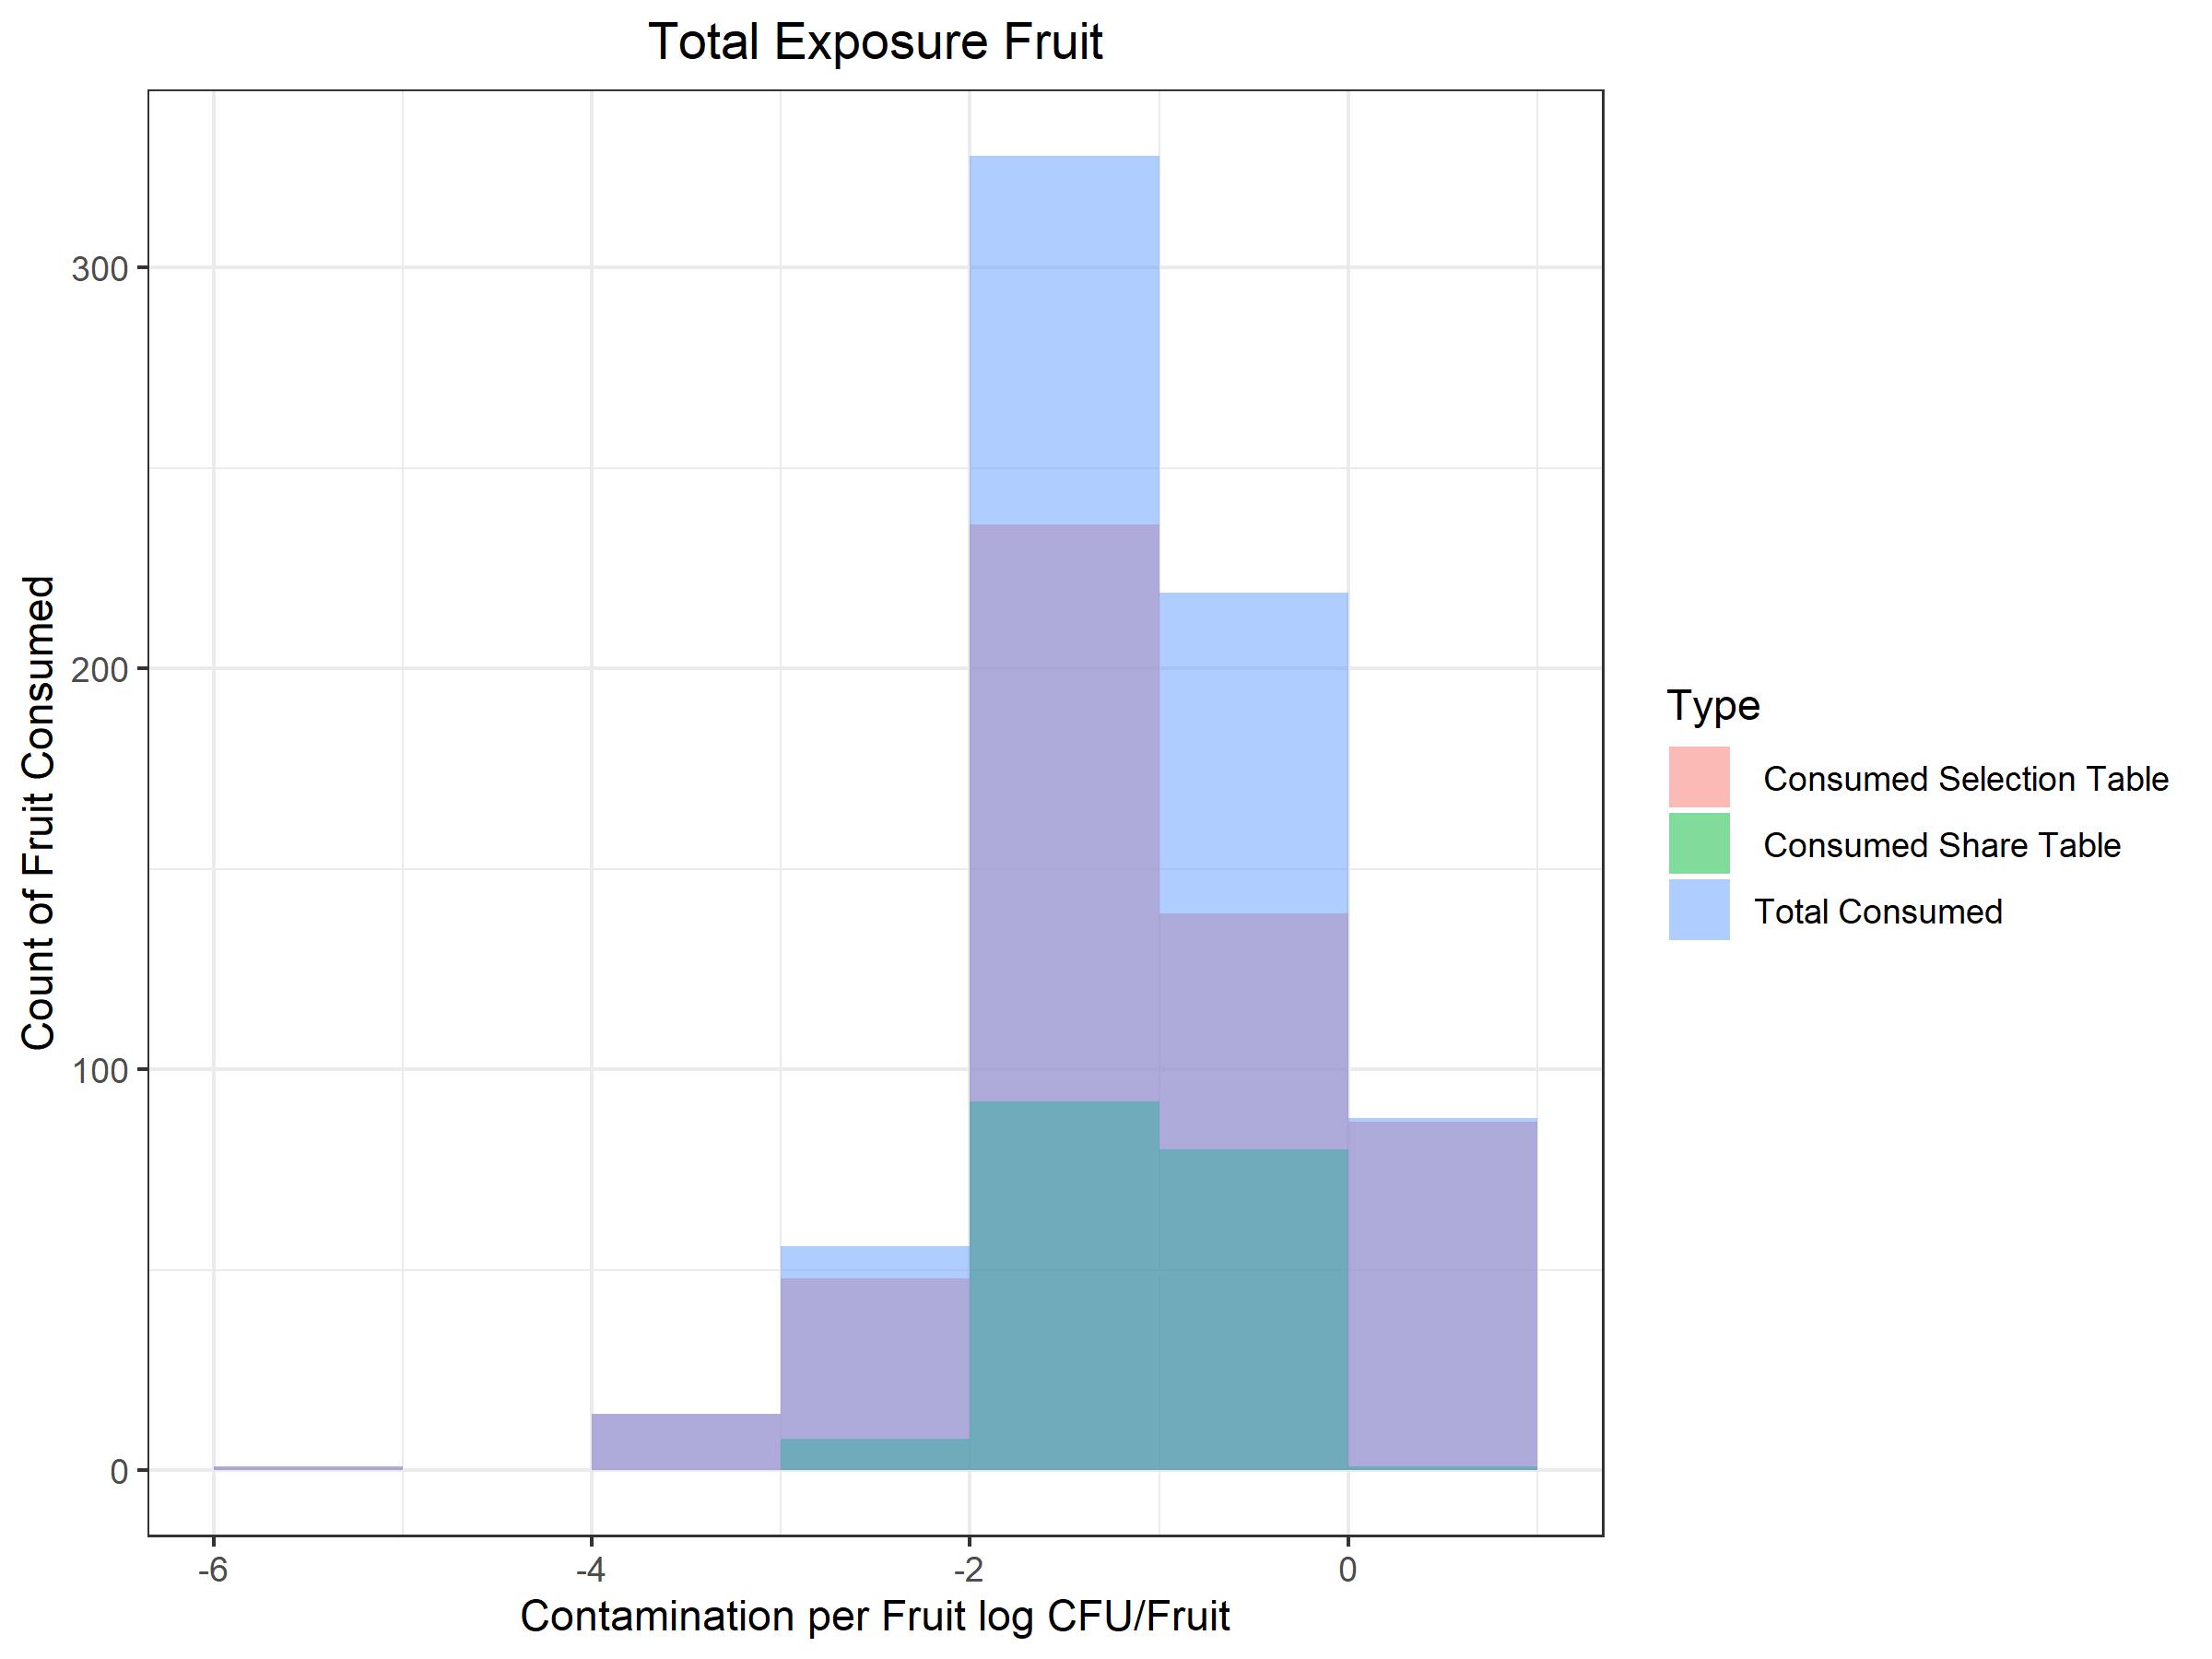 Total Exposure Fruit
Count of Fruit Consumed
300
200
100
0
-6
-4
-2
0
Contamination per Fruit log CFU/Fruit
Type
Consumed Selection Table
Consumed Share Table
Total Consumed